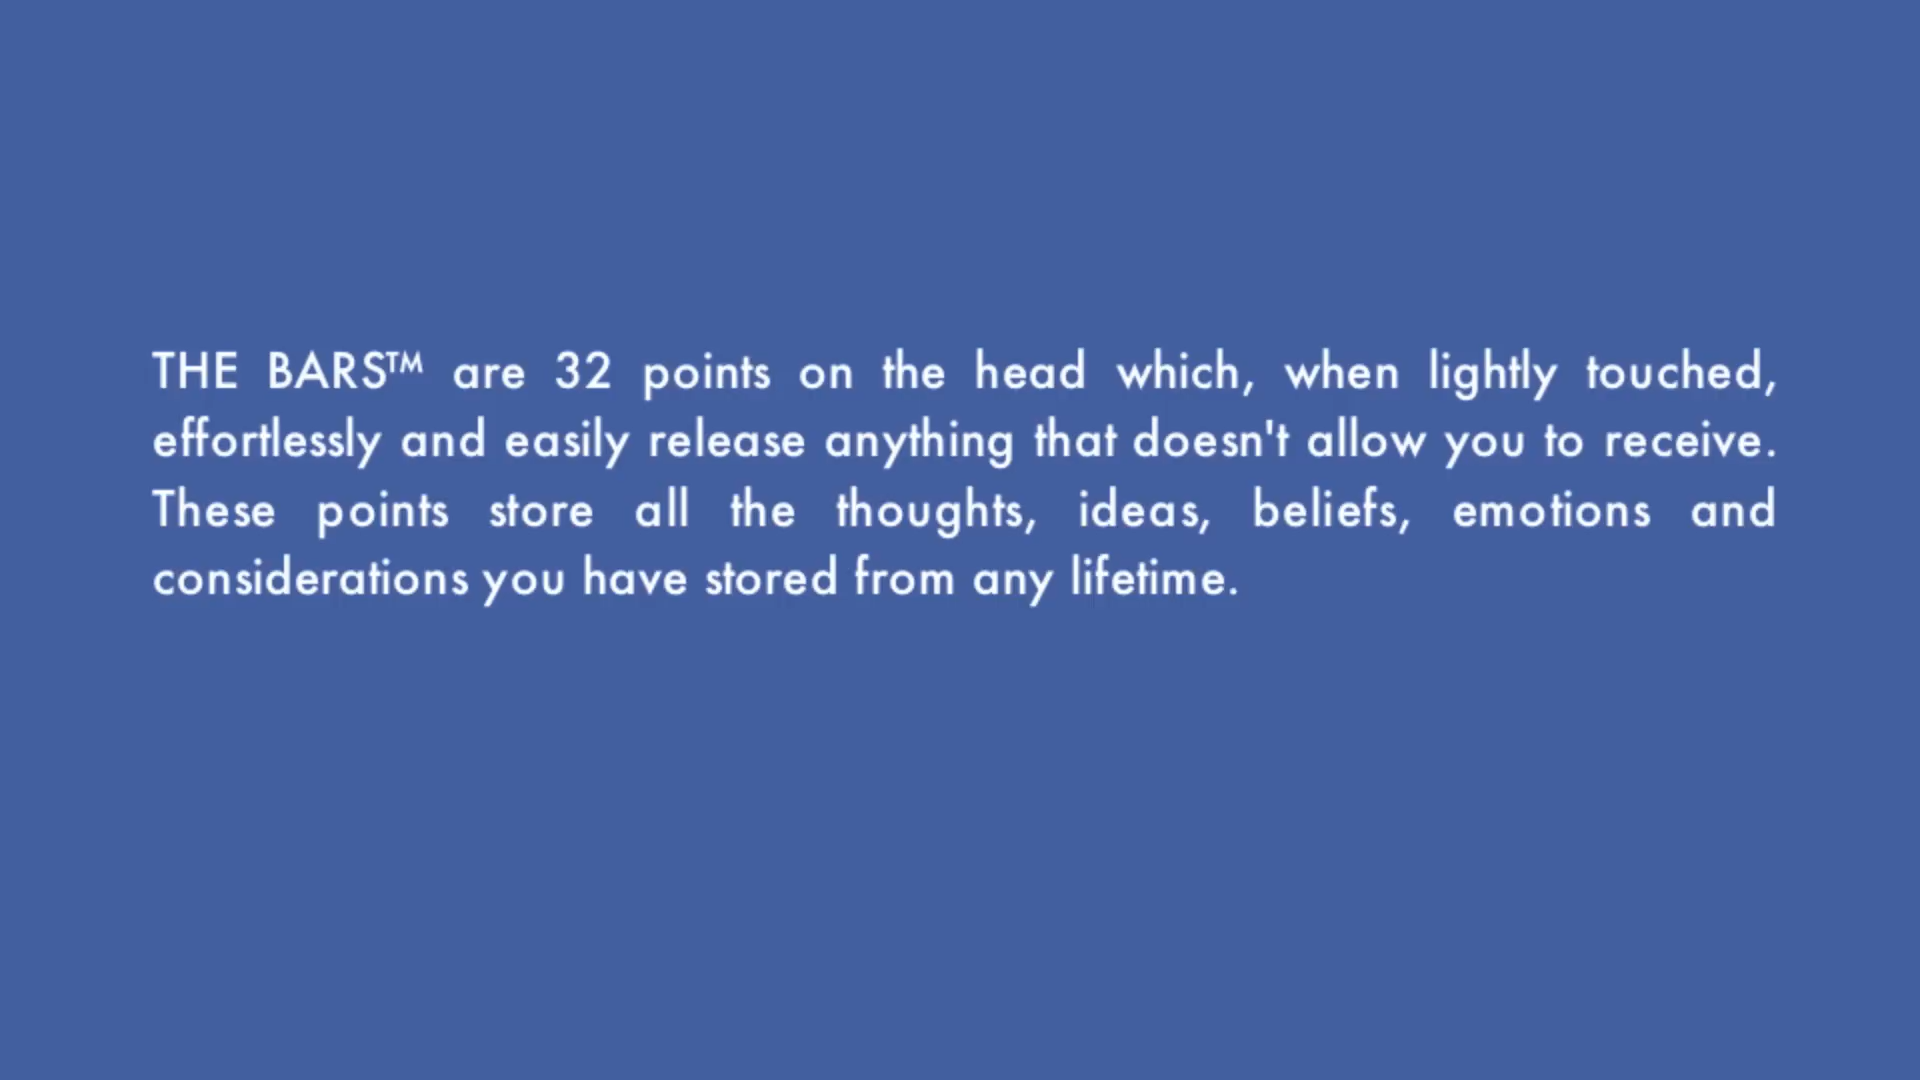 THE BARS™ are 32 points on the head which, when lightly touched,
effortlessly and easily release anything that doesn't allow you to receive.
These points store all the thoughts, ideas, beliefs, emotions and
considerations you have stored from any lifetime.